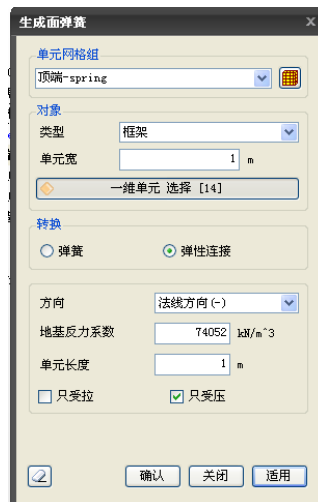 生成面弹簧
单元网格组
顶端-spring
对象
类型 框架
单元宽 1 m
一维单元 选择 [14]
转换
弹簧 弹性连接
方向 法线方向(-)
地基反力系数 74052 kN/m^3
单元长度 1 m
只受拉 只受压
确认 关闭 适用